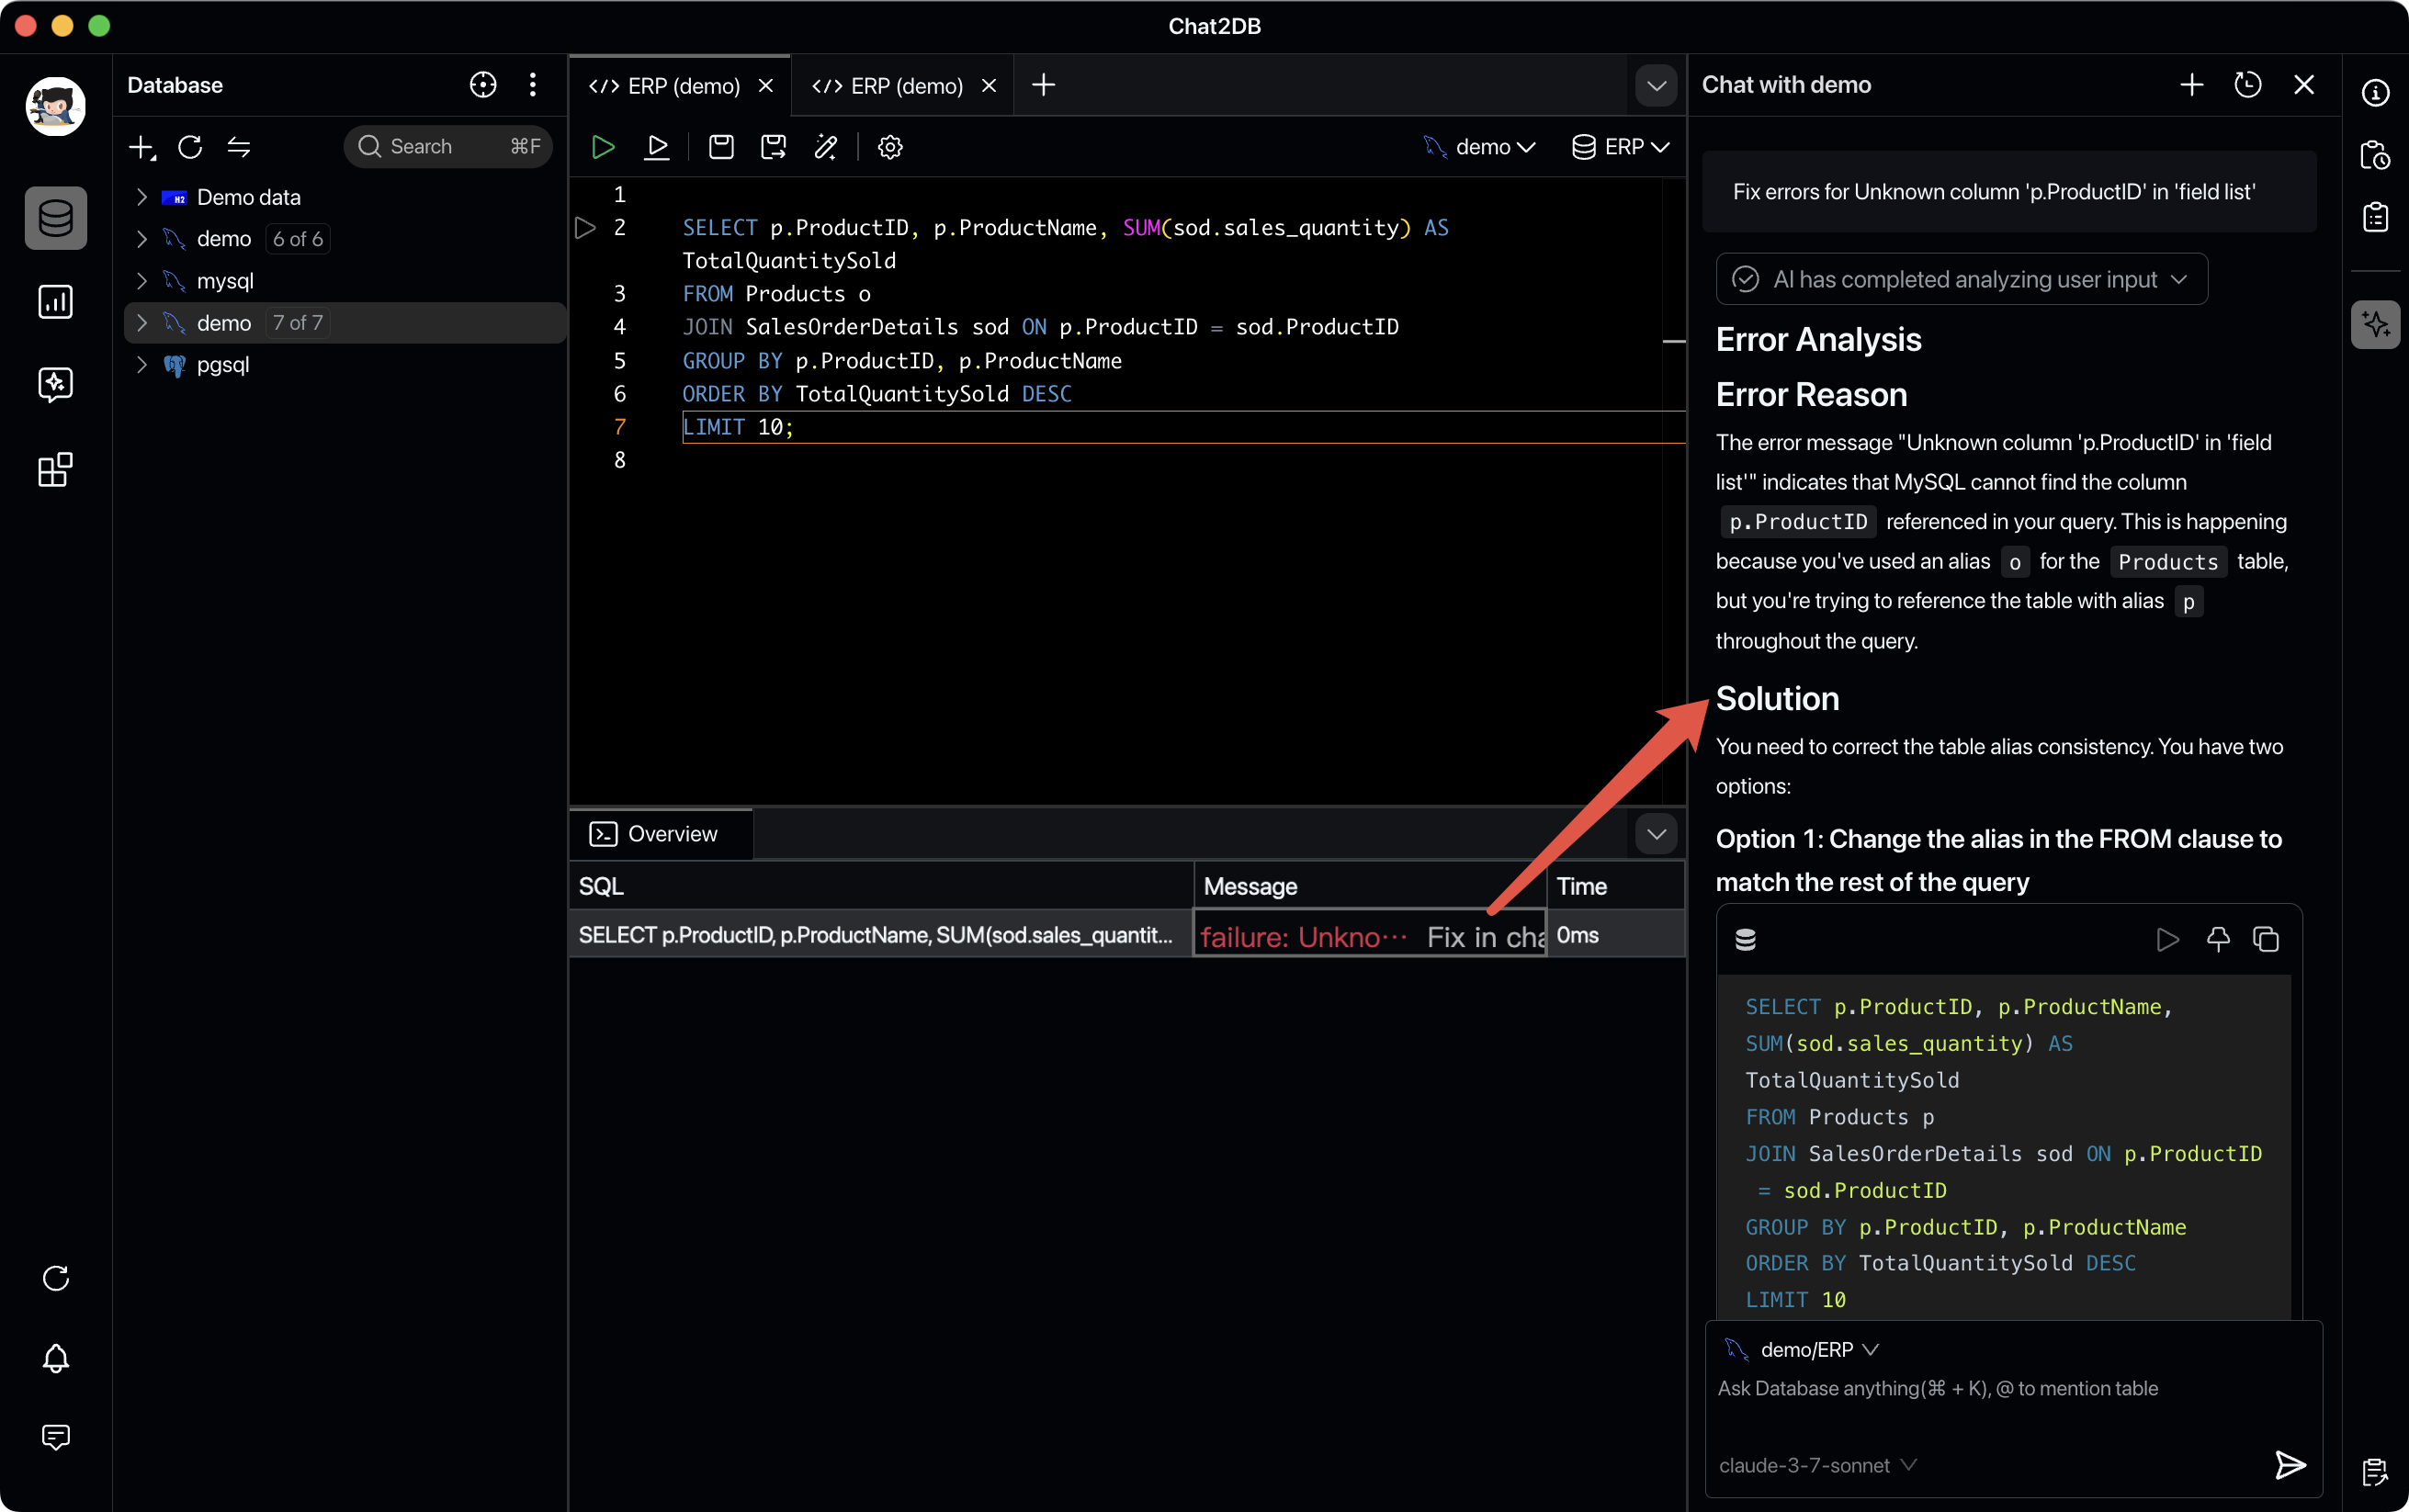 Chat2DB
Database
Search ⌘F
H2 Demo data
demo 6 of 6
mysql
demo 7 of 7
pgsql
</> ERP (demo)
</> ERP (demo)
demo
ERP
1
2 SELECT p.ProductID, p.ProductName, SUM(sod.sales_quantity) AS
TotalQuantitySold
3 FROM Products o
4 JOIN SalesOrderDetails sod ON p.ProductID = sod.ProductID
5 GROUP BY p.ProductID, p.ProductName
6 ORDER BY TotalQuantitySold DESC
7 LIMIT 10;
8
Overview
SQL Message Time
SELECT p.ProductID, p.ProductName, SUM(sod.sales_quantit... failure: Unkno··· Fix in cha 0ms
Chat with demo
Fix errors for Unknown column 'p.ProductID' in 'field list'
AI has completed analyzing user input
Error Analysis
Error Reason
The error message "Unknown column 'p.ProductID' in 'field
list'" indicates that MySQL cannot find the column
p.ProductID referenced in your query. This is happening
because you've used an alias o for the Products table,
but you're trying to reference the table with alias p
throughout the query.
Solution
You need to correct the table alias consistency. You have two
options:
Option 1: Change the alias in the FROM clause to
match the rest of the query
SELECT p.ProductID, p.ProductName,
SUM(sod.sales_quantity) AS
TotalQuantitySold
FROM Products p
JOIN SalesOrderDetails sod ON p.ProductID
= sod.ProductID
GROUP BY p.ProductID, p.ProductName
ORDER BY TotalQuantitySold DESC
LIMIT 10
demo/ERP
Ask Database anything(⌘ + K), @ to mention table
claude-3-7-sonnet